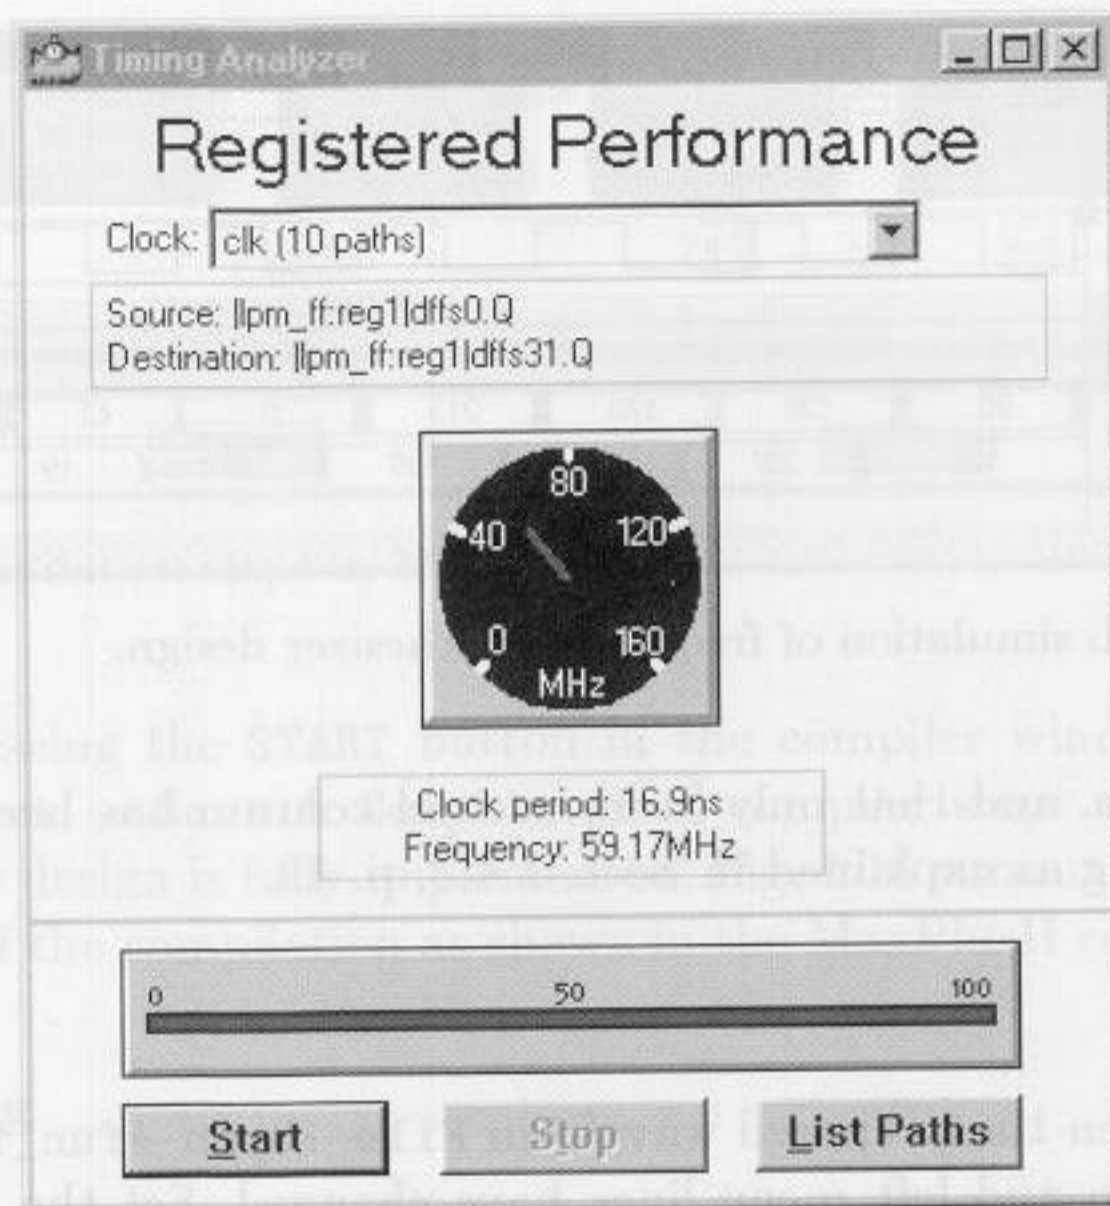 Timing Analyzer
Registered Performance
Clock: clk (10 paths)
Source: |lpm_ff:reg1|dffs0.Q
Destination: |lpm_ff:reg1|dffs31.Q
80
40 120
0 160
MHz
Clock period: 16.9ns
Frequency: 59.17MHz
0 50 100
Start Stop List Paths